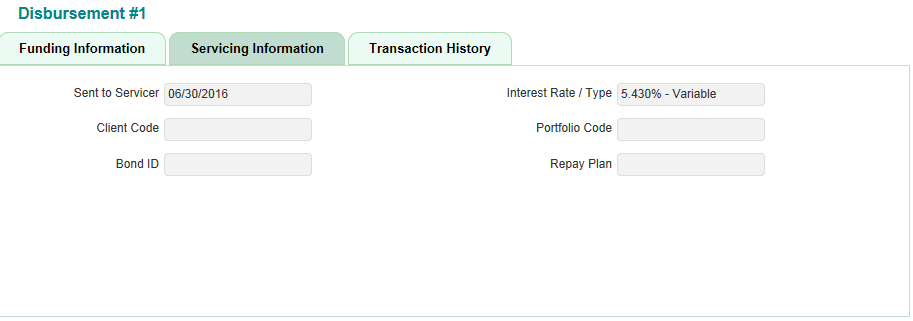 Disbursement #1
Funding Information Servicing Information Transaction History
Sent to Servicer 06/30/2016 Interest Rate / Type 5.430% - Variable
Client Code Portfolio Code
Bond ID Repay Plan